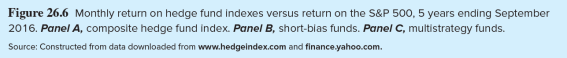 Figure 26.6 Monthly return on hedge fund indexes versus return on the S&P 500, 5 years ending September
2016. Panel A, composite hedge fund index. Panel B, short-bias funds. Panel C, multistrategy funds.
Source: Constructed from data downloaded from www.hedgeindex.com and finance.yahoo.com.